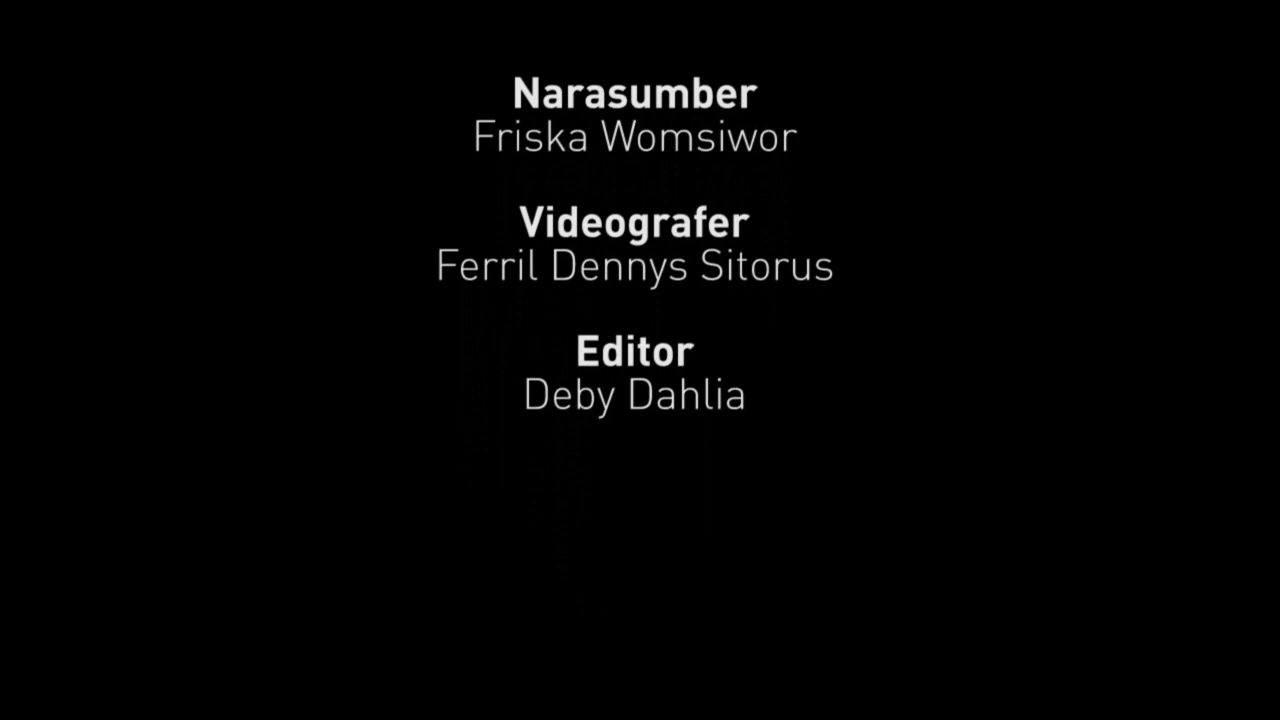 Narasumber
Friska Womsiwor
Videografer
Ferril Dennys Sitorus
Editor
Deby Dahlia